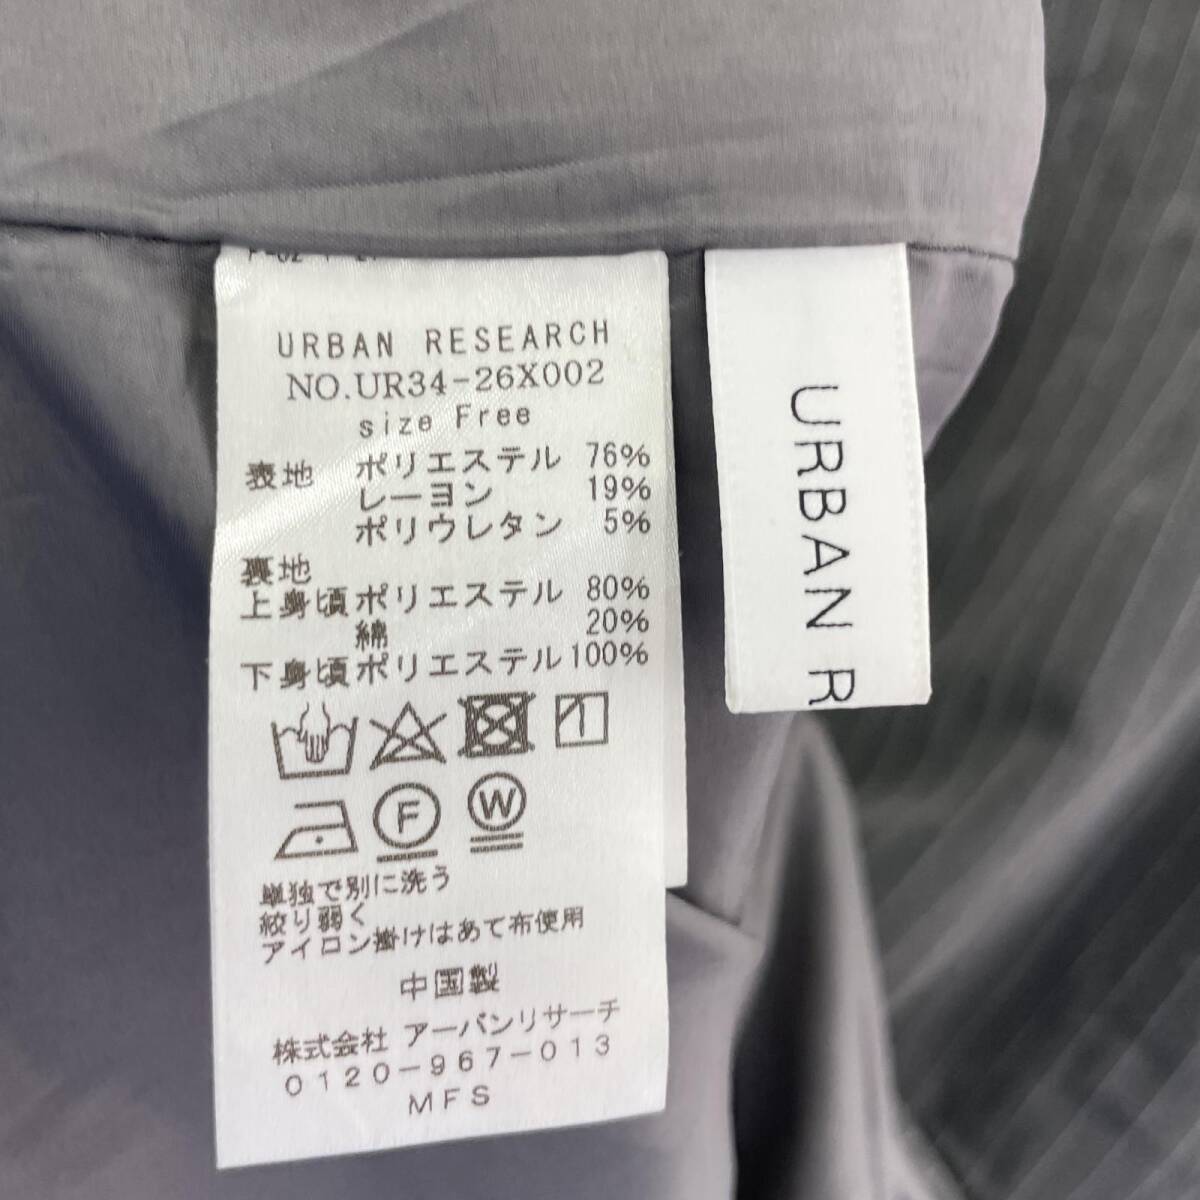 URBAN RESEARCH
NO.UR34-26X002
size Free
表地 ポリエステル 76%
レーヨン 19%
ポリウレタン 5%
裏地
上身頃ポリエステル 80%
綿 20%
下身頃ポリエステル100%
F W
単独で別に洗う
絞り弱く
アイロン掛けはあて布使用
中国製
株式会社 アーバンリサーチ
0120-967-013
MFS
URBAN R